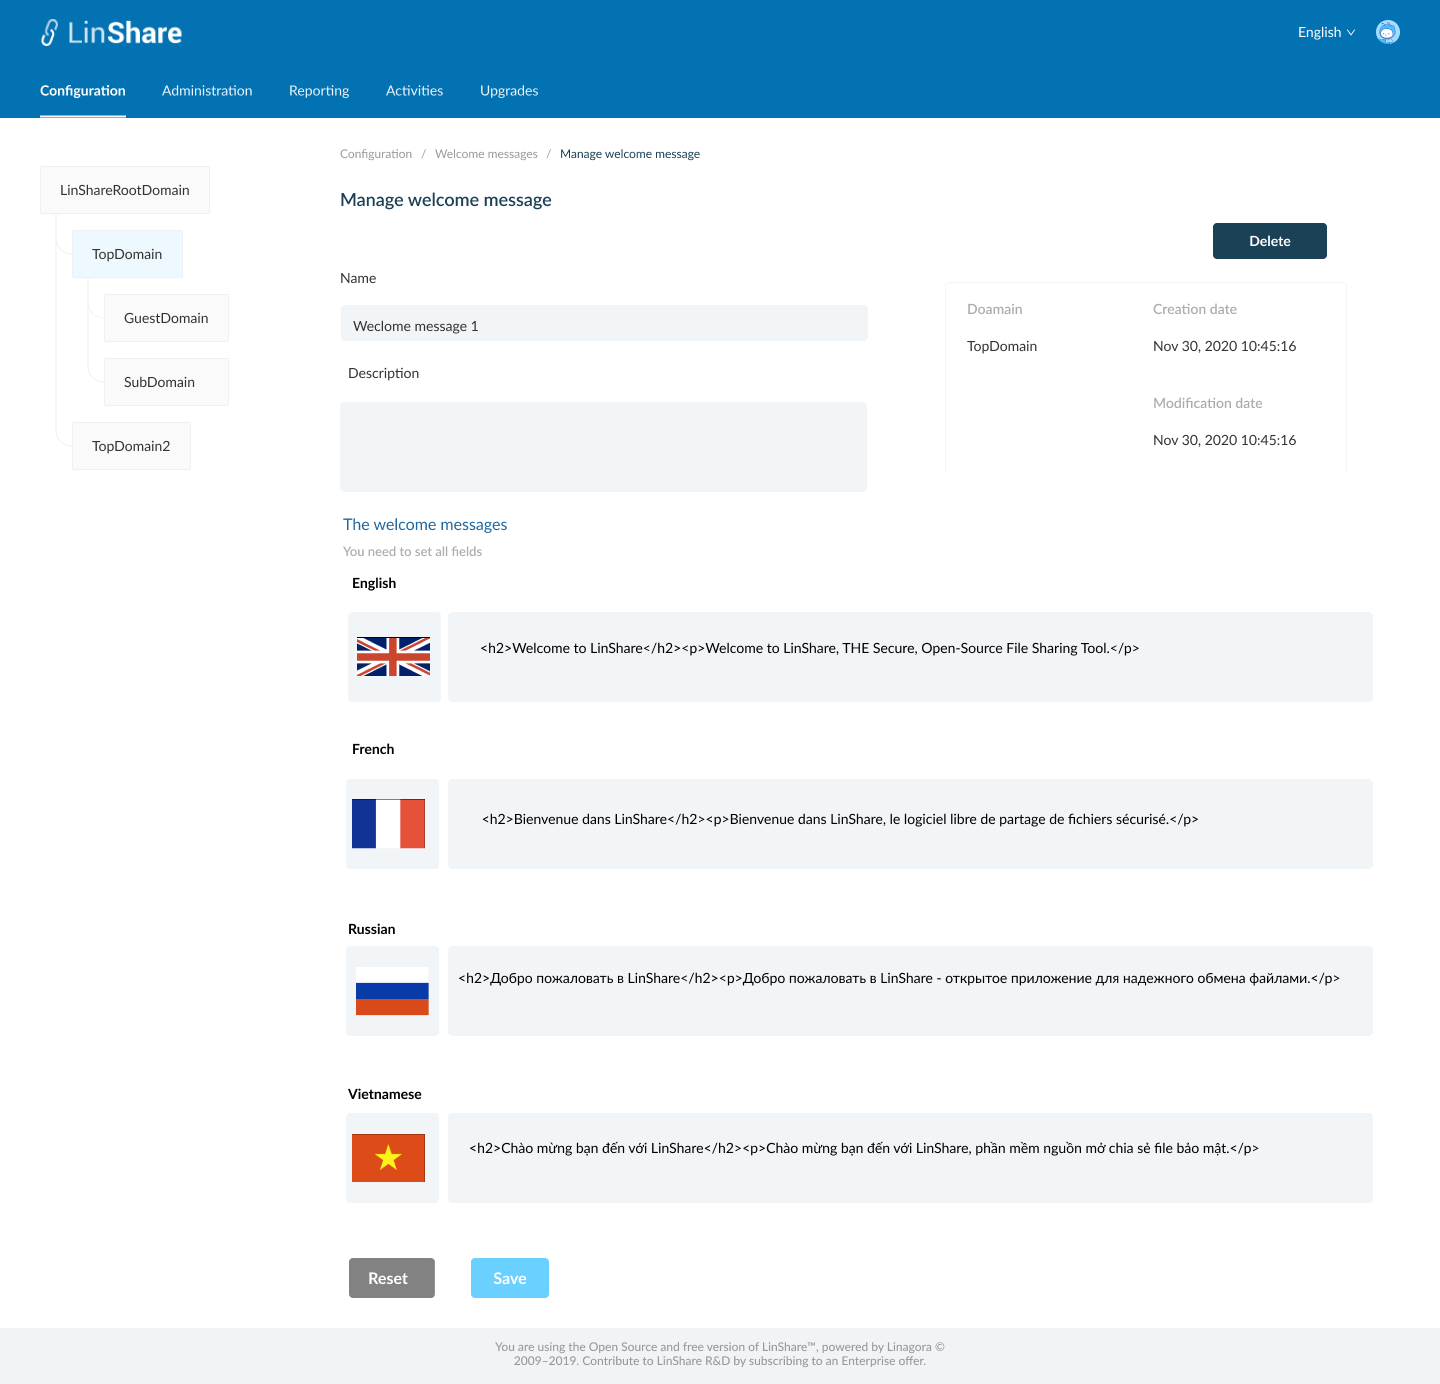 LinShare
English
Configuration Administration Reporting Activities Upgrades
LinShareRootDomain
TopDomain
GuestDomain
SubDomain
TopDomain2
Configuration / Welcome messages / Manage welcome message
Manage welcome message
Delete
Name
Weclome message 1
Description
Doamain Creation date
TopDomain Nov 30, 2020 10:45:16
Modification date
Nov 30, 2020 10:45:16
The welcome messages
You need to set all fields
English
<h2>Welcome to LinShare</h2><p>Welcome to LinShare, THE Secure, Open-Source File Sharing Tool.</p>
French
<h2>Bienvenue dans LinShare</h2><p>Bienvenue dans LinShare, le logiciel libre de partage de fichiers sécurisé.</p>
Russian
<h2>Добро пожаловать в LinShare</h2><p>Добро пожаловать в LinShare - открытое приложение для надежного обмена файлами.</p>
Vietnamese
<h2>Chào mừng bạn đến với LinShare</h2><p>Chào mừng bạn đến với LinShare, phần mềm nguồn mở chia sẻ file bảo mật.</p>
Reset Save
You are using the Open Source and free version of LinShare™, powered by Linagora ©
2009–2019. Contribute to LinShare R&D by subscribing to an Enterprise offer.